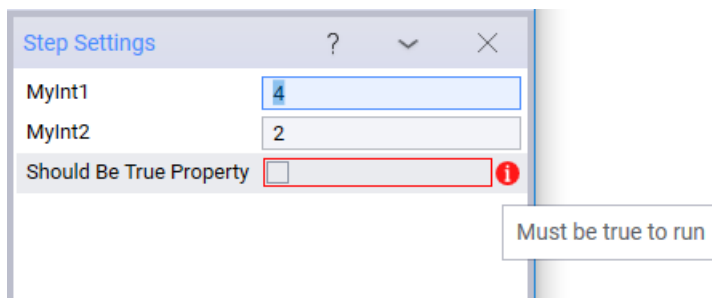 Step Settings ?
MyInt1 4
MyInt2 2
Should Be True Property
Must be true to run